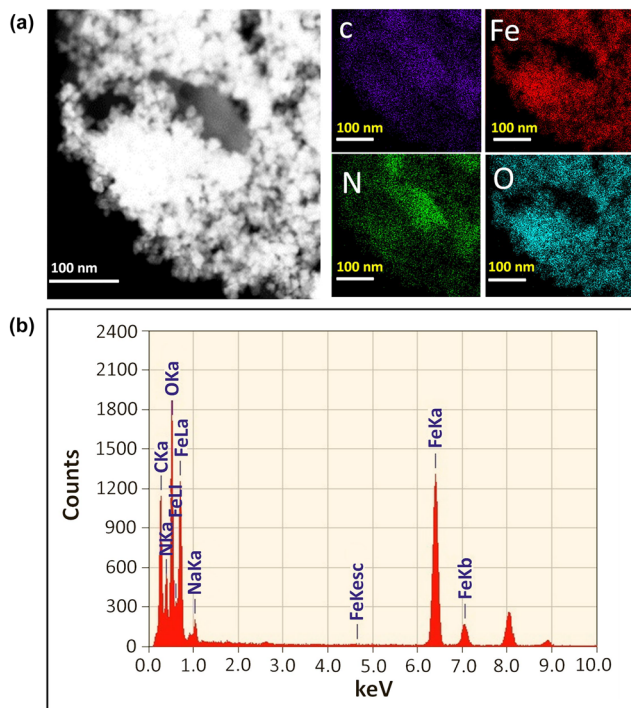 (a)
C
Fe
100 nm
100 nm
N
O
100 nm
100 nm
100 nm
(b)
2400
2100
1800
1500
1200
900
600
300
0
Counts
CKa
NKa
OKa
FeLl
FeLa
NaKa
FeKesc
FeKa
FeKb
0.0 1.0 2.0 3.0 4.0 5.0 6.0 7.0 8.0 9.0 10.0
keV